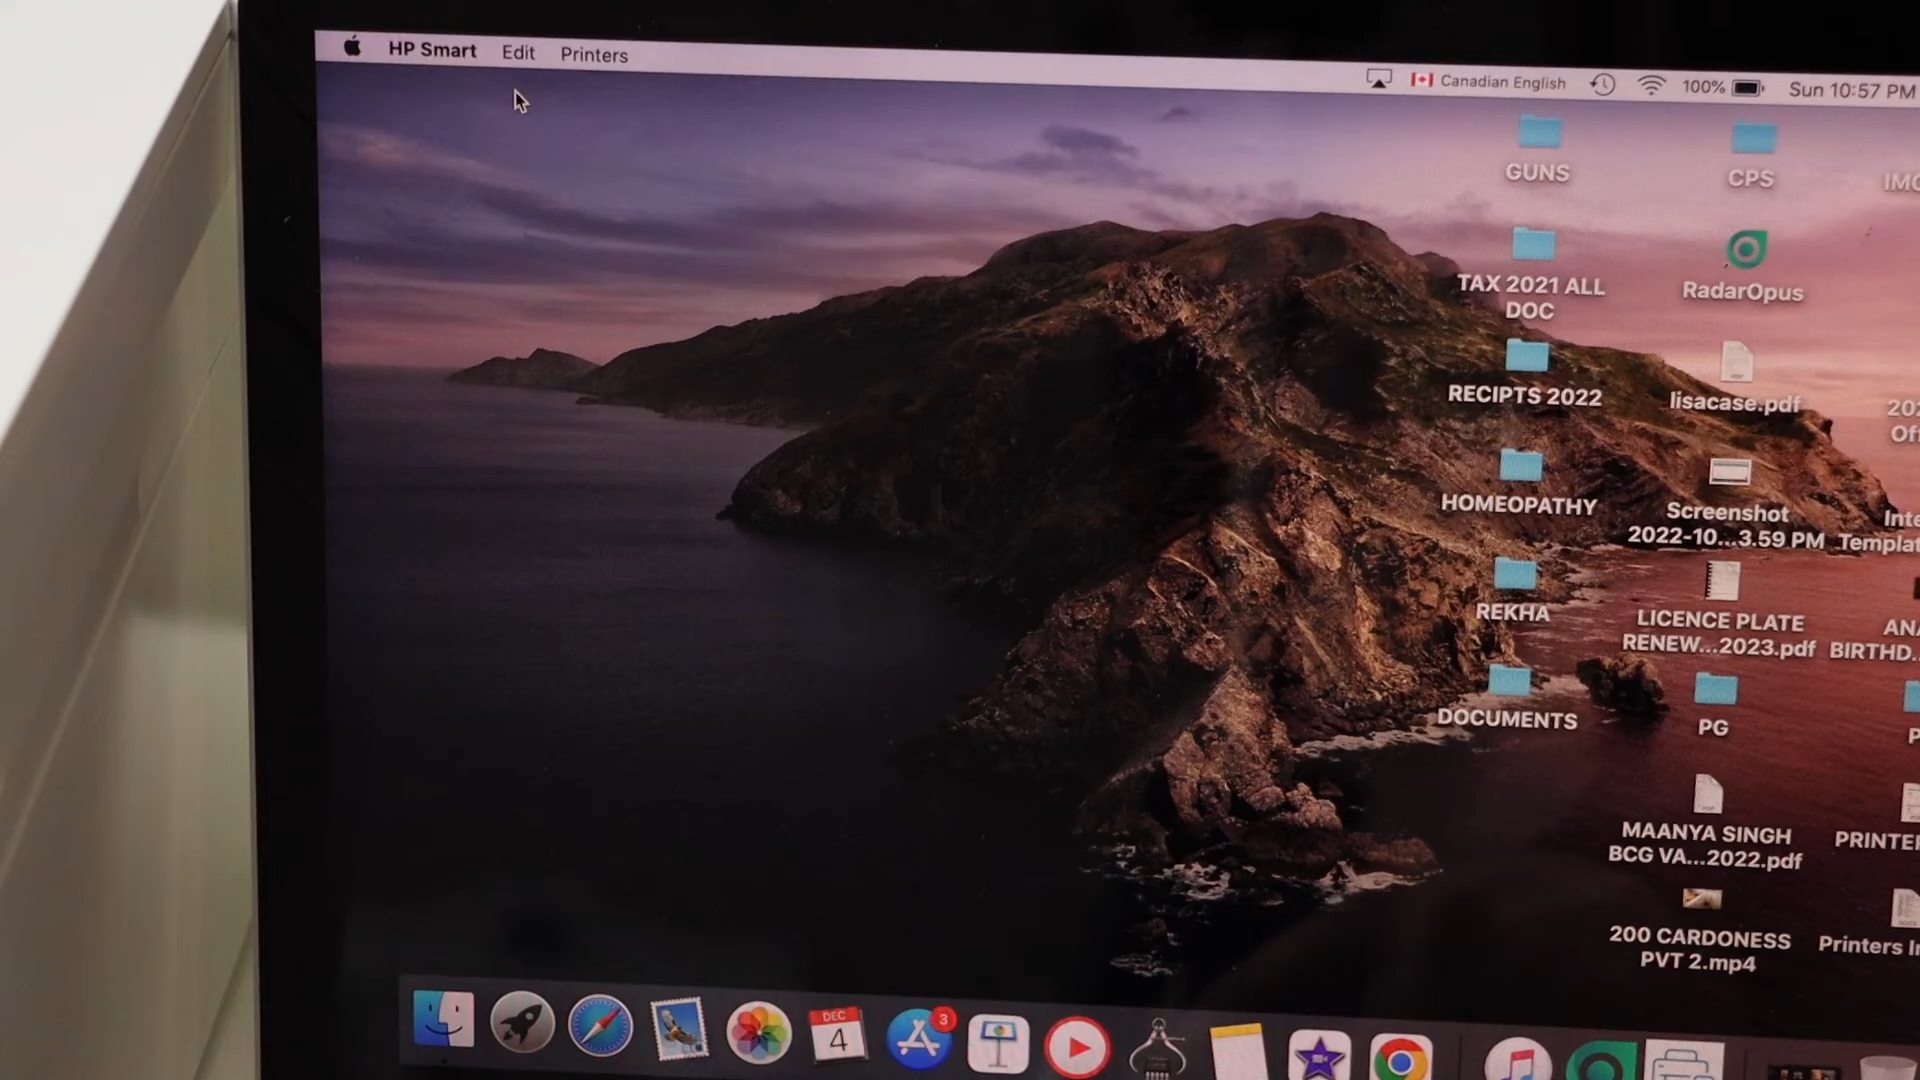 HP Smart Edit Printers
Canadian English 100% Sun 10:57 PM
GUNS
CPS
TAX 2021 ALL
DOC
RadarOpus
RECIPTS 2022
lisacase.pdf
HOMEOPATHY
Screenshot
2022-10...3.59 PM
REKHA
LICENCE PLATE
RENEW...2023.pdf
DOCUMENTS
PG
MAANYA SINGH
BCG VA...2022.pdf
200 CARDONESS
PVT 2.mp4
Printers
BIRTHD...
DEC
4
3